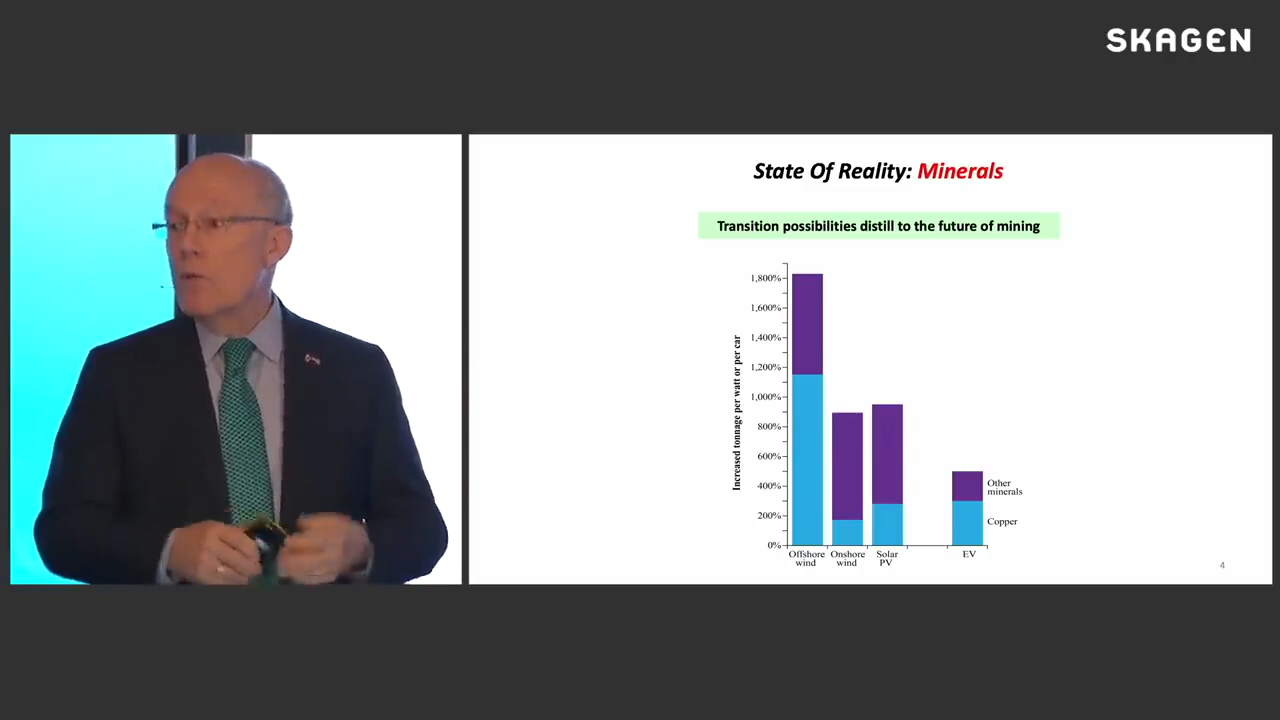 SKAGEN
State Of Reality: Minerals
Transition possibilities distill to the future of mining
Increased tonnage per watt or per car
1,800%
1,600%
1,400%
1,200%
1,000%
800%
600%
400%
200%
0%
Offshore
wind
Onshore
wind
Solar
PV
EV
Other
minerals
Copper
4